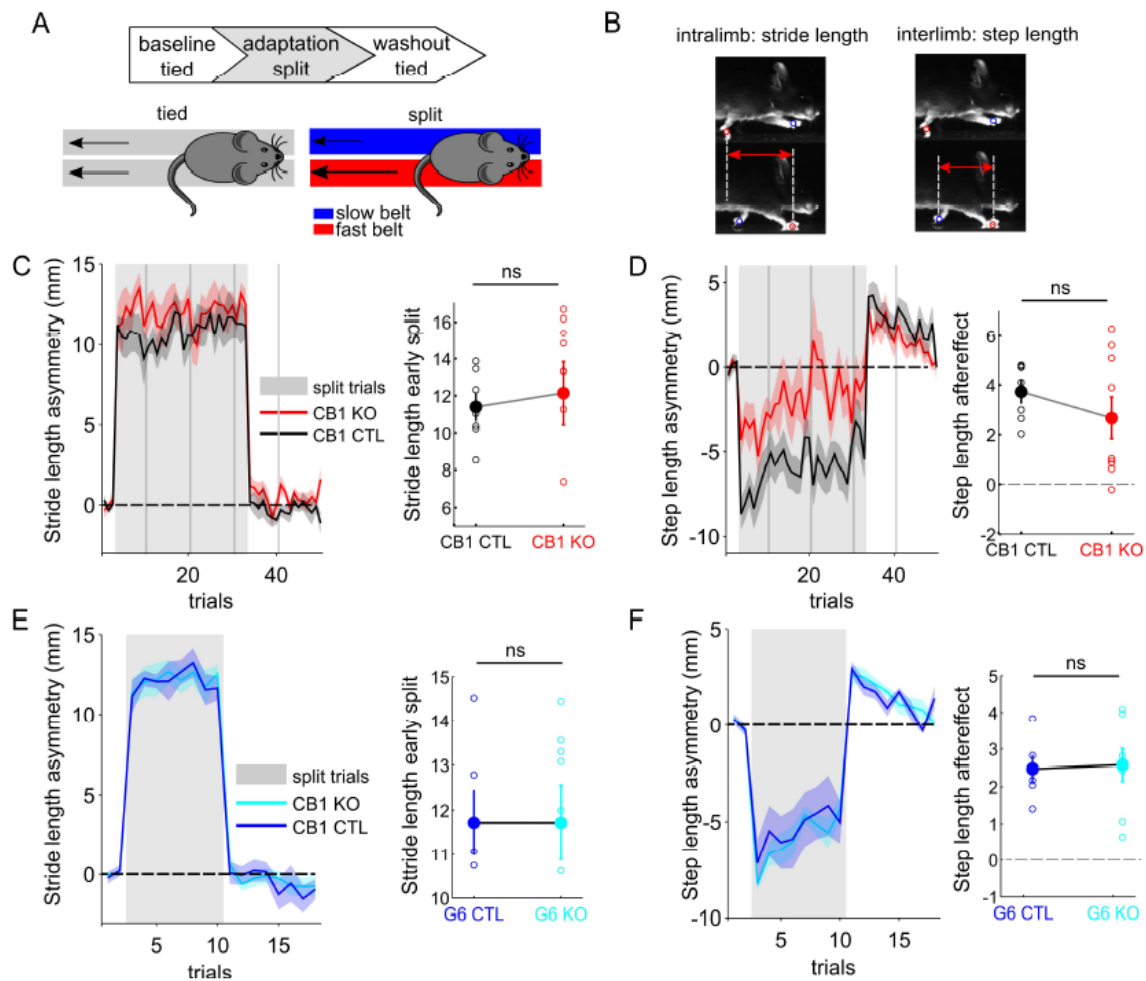 A
baseline tied
adaptation split
washout tied
tied
split
slow belt
fast belt
B
intralimb: stride length
interlimb: step length
C
Stride length asymmetry (mm)
15
10
5
0
20
40
trials
split trials
CB1 KO
CB1 CTL
Stride length early split
ns
16
14
12
10
8
6
CB1 CTL
CB1 KO
D
Step length asymmetry (mm)
5
0
-5
-10
20
40
trials
Step length aftereffect
ns
6
4
2
0
-2
CB1 CTL
CB1 KO
E
Stride length asymmetry (mm)
15
10
5
0
5
10
15
trials
split trials
CB1 KO
CB1 CTL
Sttride length early split
ns
15
14
13
12
11
10
G6 CTL
G6 KO
F
Step length asymmetry (mm)
5
0
-5
-10
5
10
15
trials
Step length aftereffect
ns
5
4
3
2
1
0
-1
G6 CTL
G6 KO